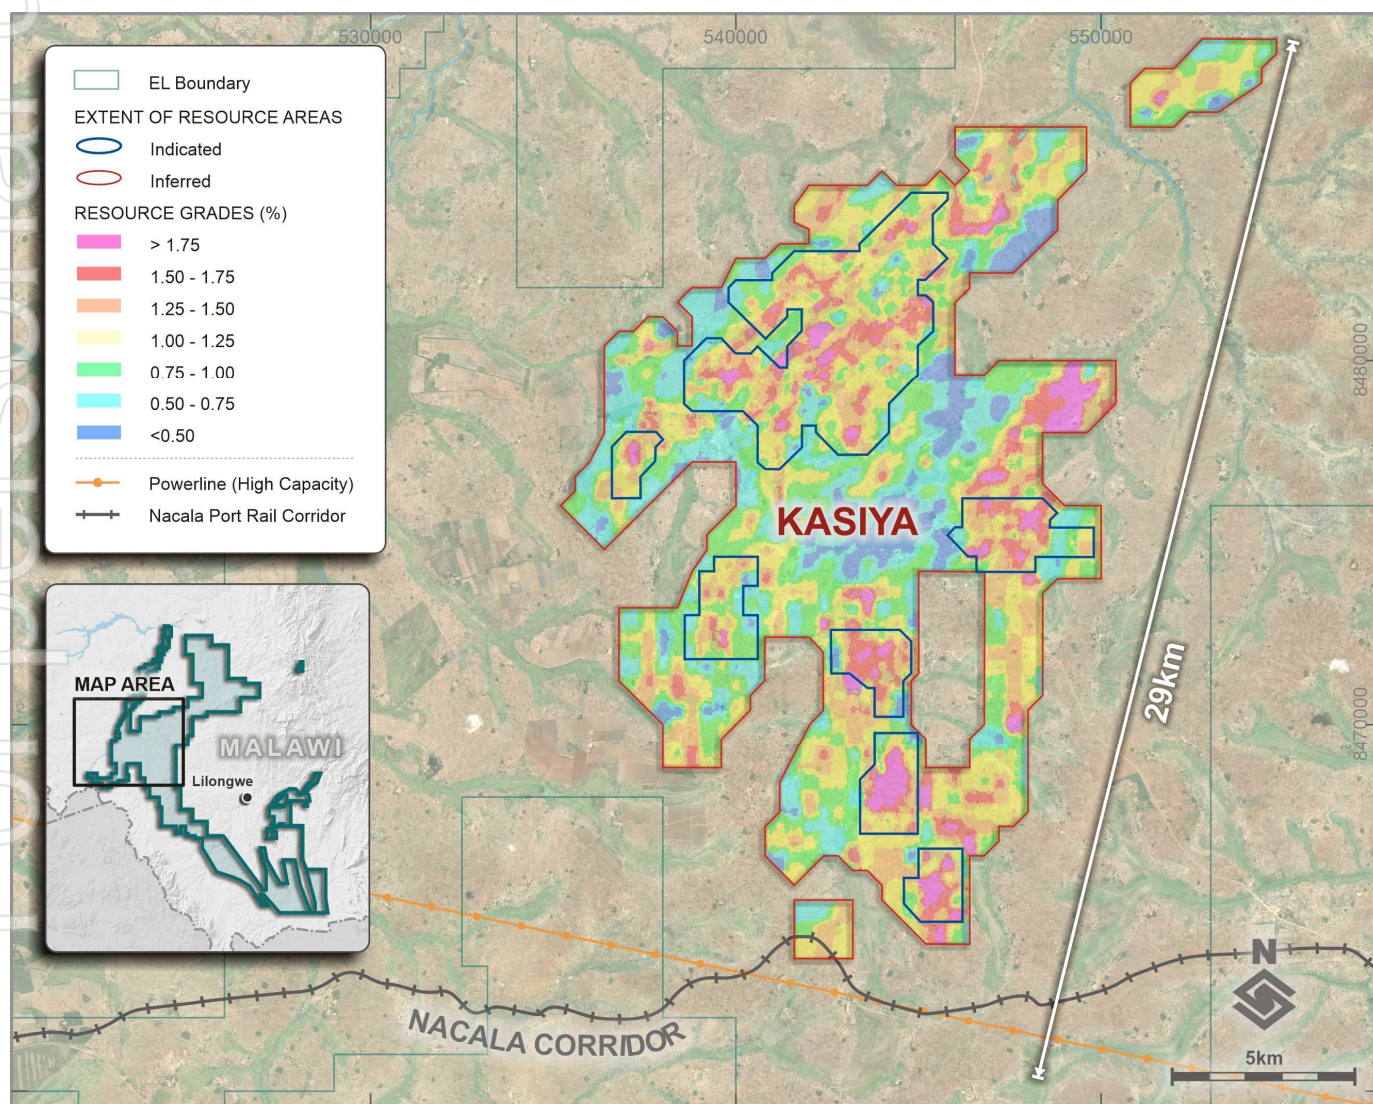 530000
540000
550000
EL Boundary
EXTENT OF RESOURCE AREAS
Indicated
Inferred
RESOURCE GRADES (%)
> 1.75
1.50 - 1.75
1.25 - 1.50
1.00 - 1.25
0.75 - 1.00
0.50 - 0.75
<0.50
Powerline (High Capacity)
Nacala Port Rail Corridor
8480000
KASIYA
29km
8470000
MAP AREA
MALAWI
Lilongwe
NACALA CORRIDOR
N
5km